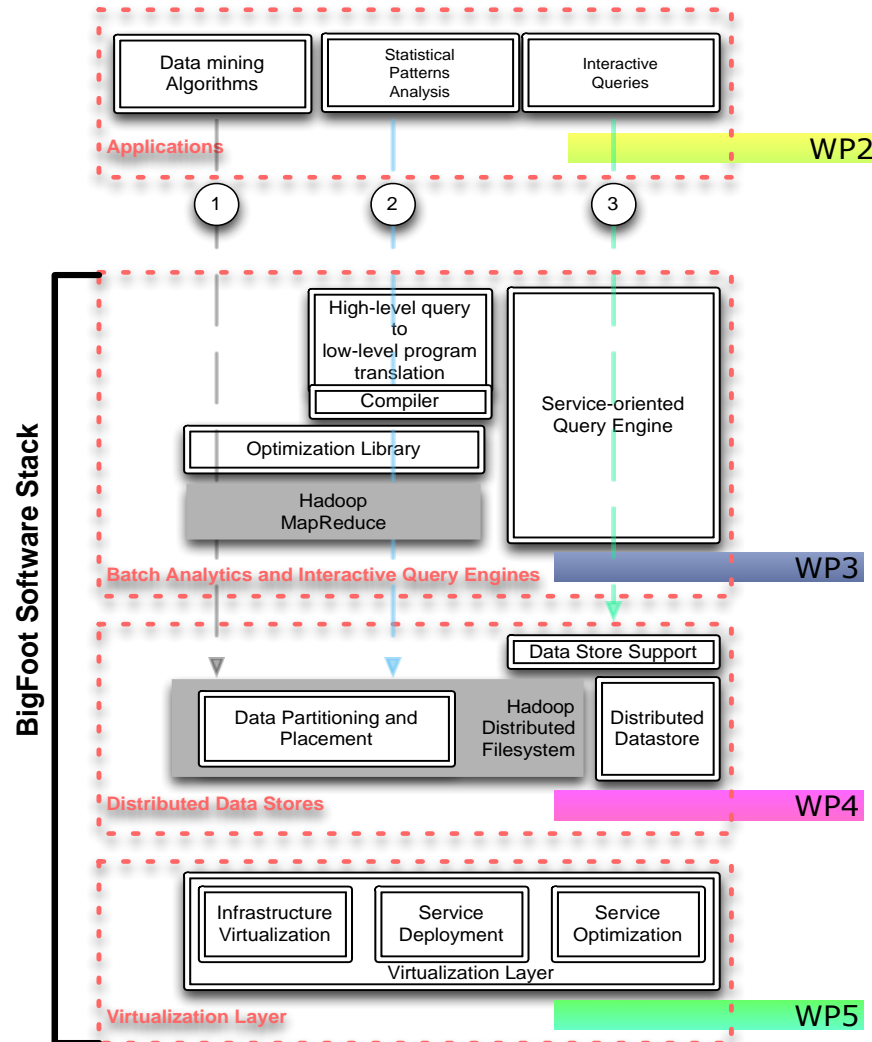 Data mining
Algorithms
Statistical
Patterns
Analysis
Interactive
Queries
Applications
WP2
1
2
3
BigFoot Software Stack
High-level query
to
low-level program
translation
Compiler
Optimization Library
Hadoop
MapReduce
Service-oriented
Query Engine
Batch Analytics and Interactive Query Engines
WP3
Data Store Support
Data Partitioning and
Placement
Hadoop
Distributed
Filesystem
Distributed
Datastore
Distributed Data Stores
WP4
Infrastructure
Virtualization
Service
Deployment
Service
Optimization
Virtualization Layer
Virtualization Layer
WP5